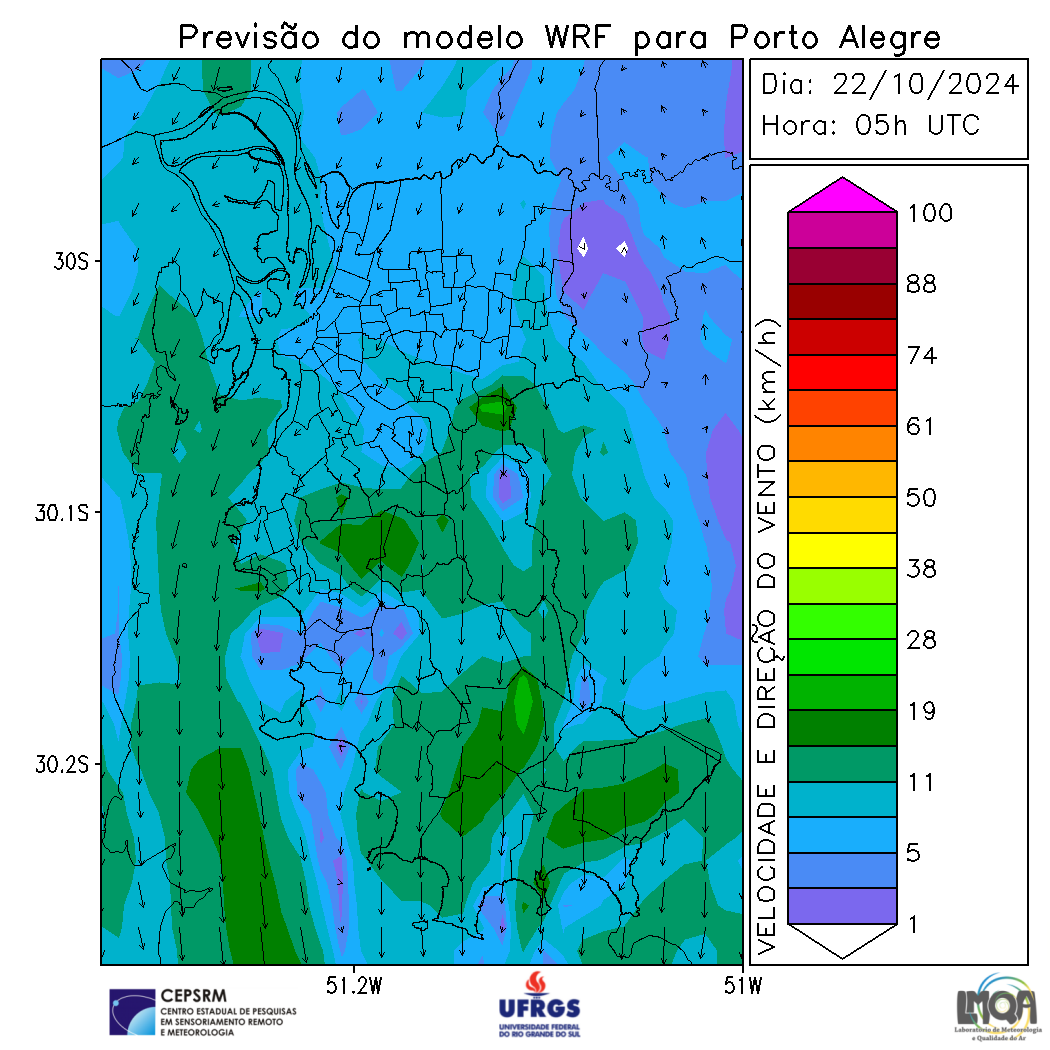 Previsão do modelo WRF para Porto Alegre
Dia: 22/10/2024
Hora: 05h UTC
30S
30.1S
30.2S
51.2W
51W
VELOCIDADE E DIREÇÃO DO VENTO (km/h)
100
88
74
61
50
38
28
19
11
5
1
CEPSRM
CENTRO ESTADUAL DE PESQUISAS
EM SENSORIAMENTO REMOTO
E METEOROLOGIA
UFRGS
UNIVERSIDADE FEDERAL
DO RIO GRANDE DO SUL
LMQA
Laboratório de Meteorologia
e Qualidade do Ar